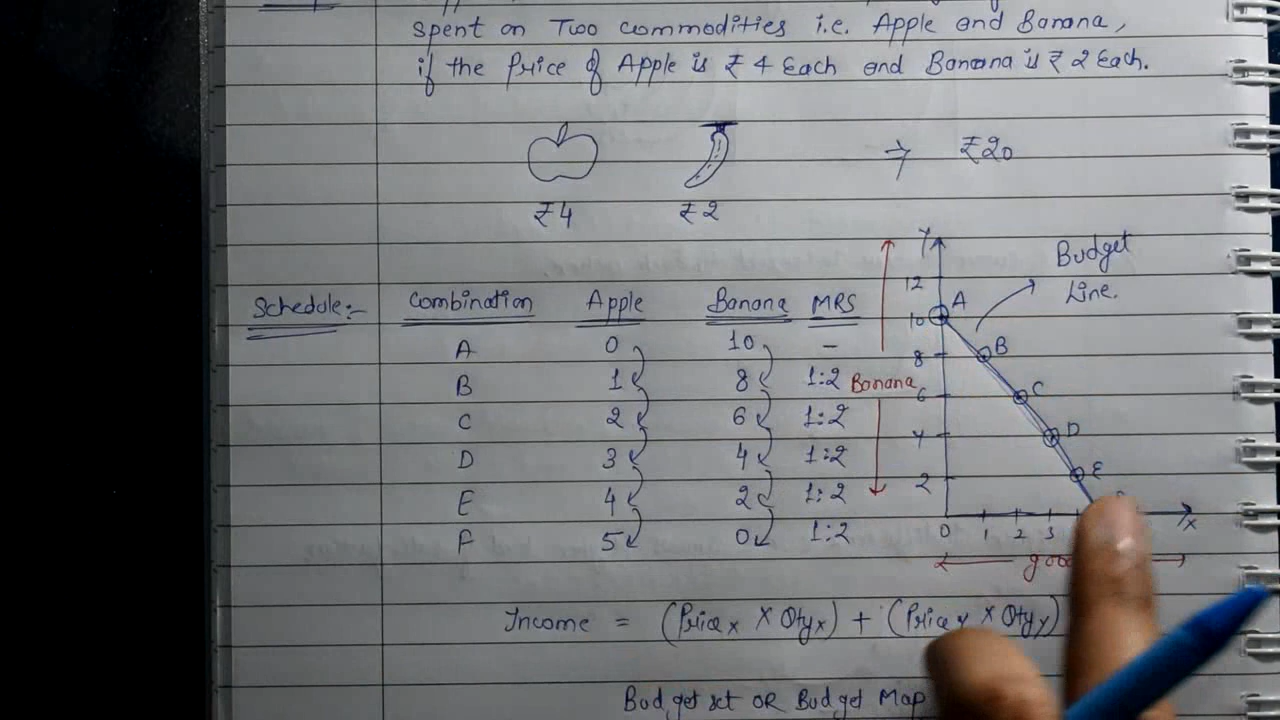 spent on Two commodities i.e. Apple and Banana,
if the Price of Apple is ₹ 4 Each and Banana is ₹ 2 Each.
⇒ ₹20
₹4 ₹2
Schedule:-
Combination Apple Banana MRS
A 0 10 –
B 1 8 1:2
C 2 6 1:2
D 3 4 1:2
E 4 2 1:2
F 5 0 1:2
Y
Budget
Line.
12
10
8
6
4
2
A
B
C
D
E
Banana
0 1 2 3
x
Income = (Price x X Qty x) + (Price y X Qty y)
Budget set OR Budget Map